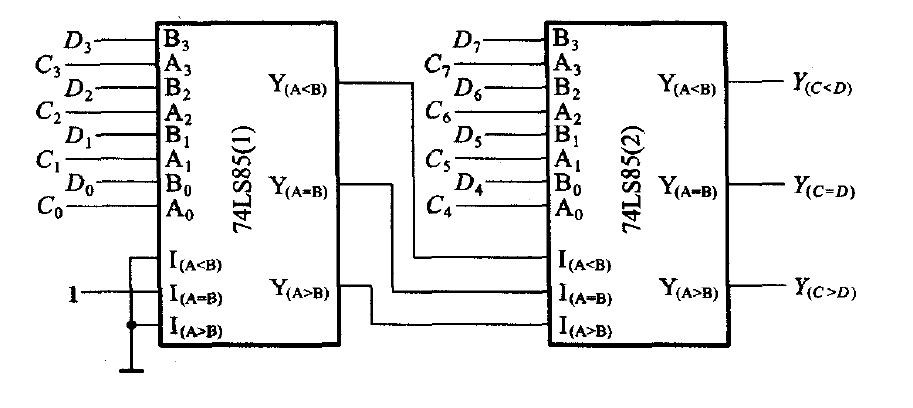 D₃ B₃ D₇ B₃
C₃ A₃ C₇ A₃
D₂ B₂ Y(A<B) D₆ B₂ Y(A<B) Y(C<D)
C₂ A₂ C₆ A₂
D₁ B₁ D₅ B₁
C₁ A₁ C₅ A₁
D₀ B₀ Y(A=B) D₄ B₀ Y(A=B) Y(C=D)
C₀ A₀ C₄ A₀
74LS85(1) 74LS85(2)
I(A<B) I(A<B)
1 I(A=B) Y(A>B) I(A=B) Y(A>B) Y(C>D)
I(A>B) I(A>B)